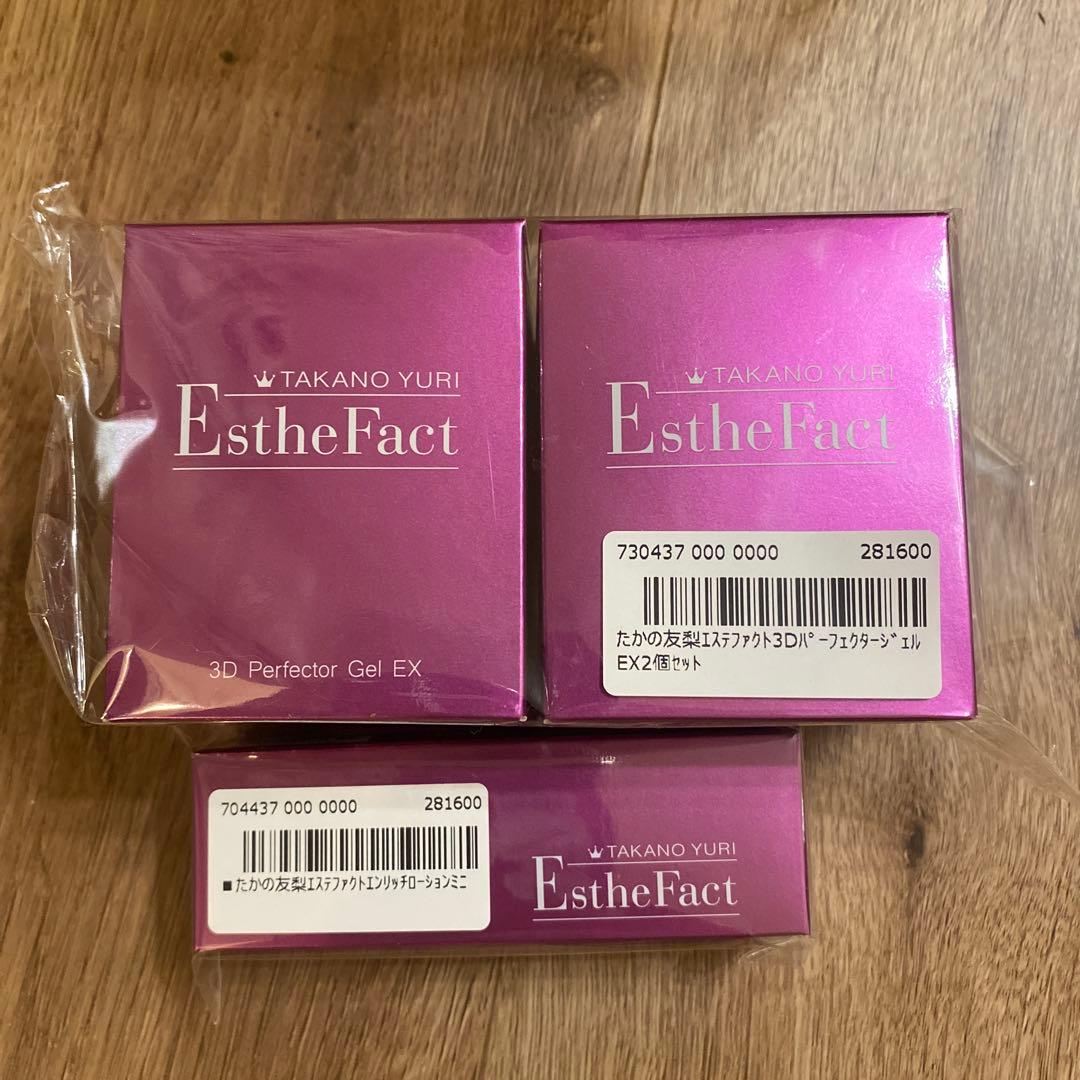 TAKANO YURI
EstheFact
3D Perfector Gel EX
TAKANO YURI
EstheFact
730437 000 0000 281600
たかの友梨ｴｽﾃﾌｧｸﾄ3Dﾊﾟｰﾌｪｸﾀｰｼﾞｪﾙ
EX2個ｾｯﾄ
704437 000 0000 281600
■たかの友梨ｴｽﾃﾌｧｸﾄｴﾝﾘｯﾁﾛｰｼｮﾝﾐﾆ
TAKANO YURI
EstheFact